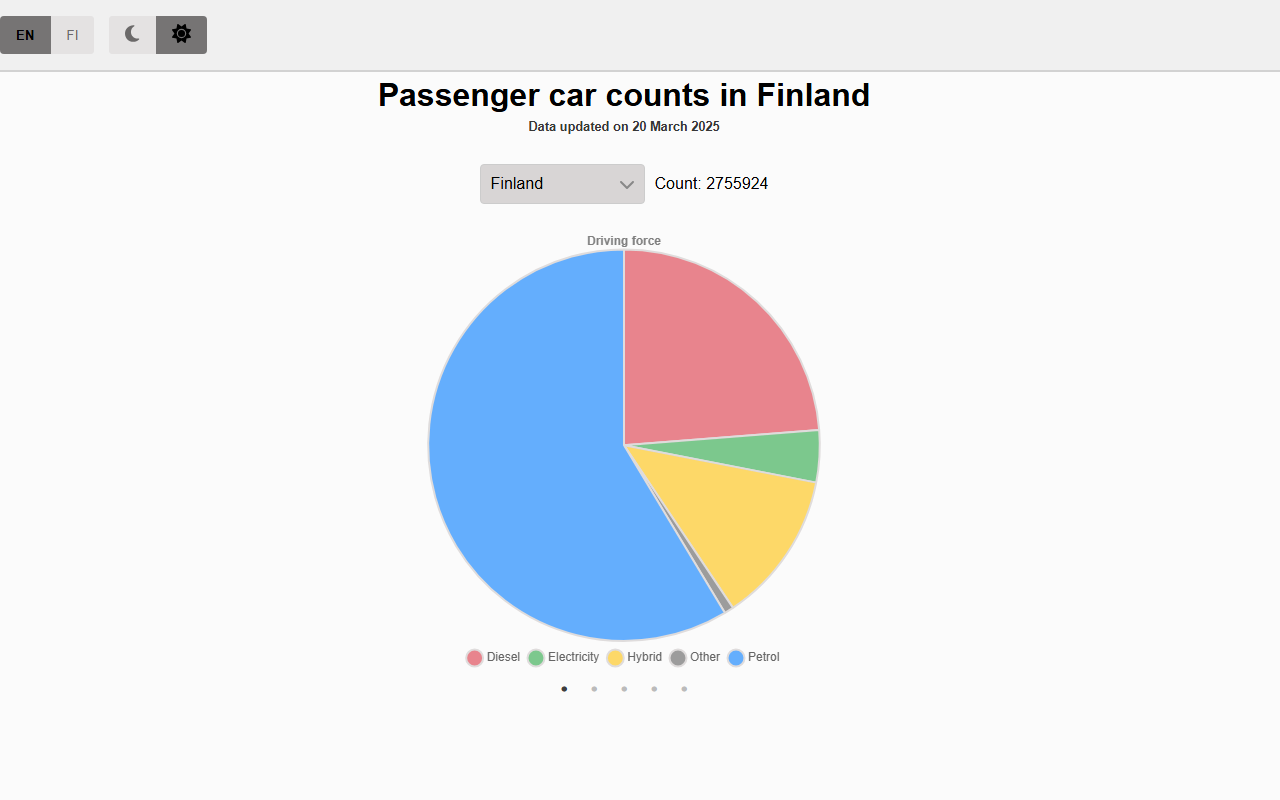 EN FI
Passenger car counts in Finland
Data updated on 20 March 2025
Finland Count: 2755924
Driving force
Diesel Electricity Hybrid Other Petrol